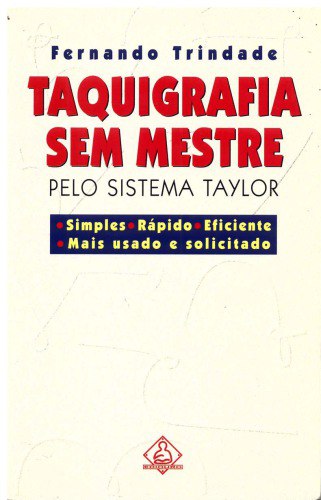 Fernando Trindade
TAQUIGRAFIA
SEM MESTRE
PELO SISTEMA TAYLOR
•Simples•Rápido•Eficiente
•Mais usado e solicitado